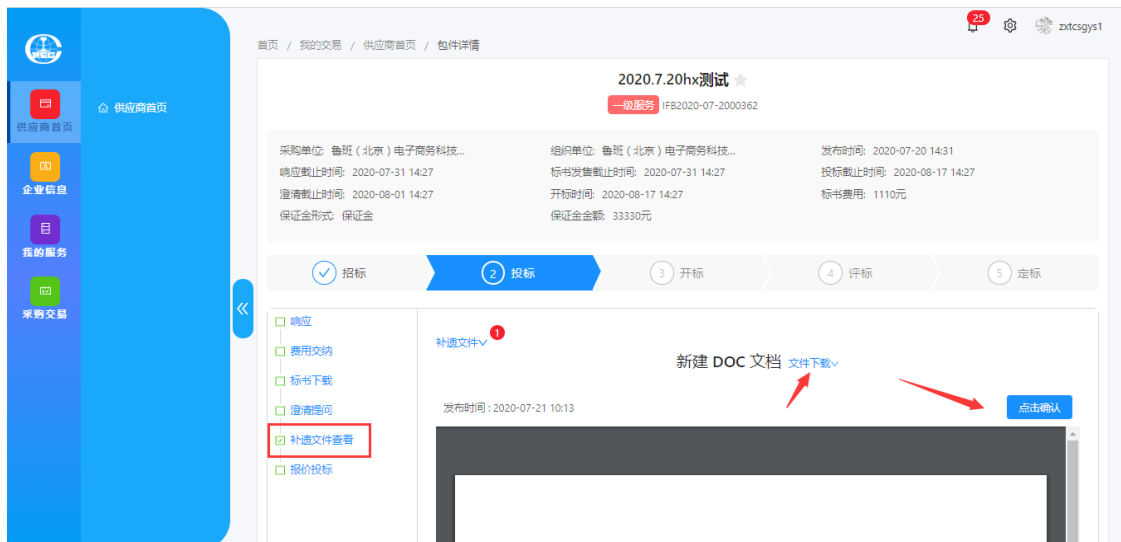 25
zxtcsgys1
首页 / 我的交易 / 供应商首页 / 包件详情
供应商首页
供应商首页
企业信息
我的服务
采购交易
2020.7.20hx测试
一级服务 IFB2020-07-2000362
采购单位: 鲁班（北京）电子商务科技... 组织单位: 鲁班（北京）电子商务科技... 发布时间: 2020-07-20 14:31
响应截止时间: 2020-07-31 14:27 标书发售截止时间: 2020-07-31 14:27 投标截止时间: 2020-08-17 14:27
澄清截止时间: 2020-08-01 14:27 开标时间: 2020-08-17 14:27 标书费用: 1110元
保证金形式: 保证金 保证金金额: 33330元
招标 2 投标 3 开标 4 评标 5 定标
响应
费用交纳
标书下载
澄清提问
补遗文件查看
报价投标
补遗文件 1
新建 DOC 文档 文件下载
发布时间 : 2020-07-21 10:13 点击确认